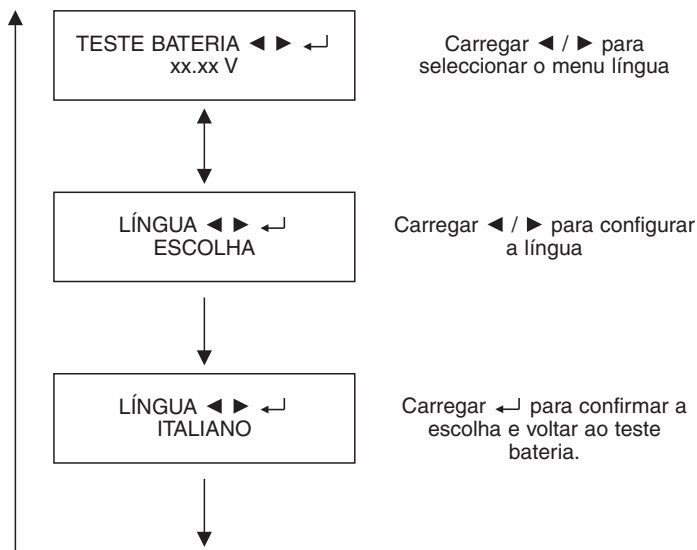 TESTE BATERIA ◄ ► ↵
xx.xx V
Carregar ◄ / ► para
seleccionar o menu língua
LÍNGUA ◄ ► ↵
ESCOLHA
Carregar ◄ / ► para configurar
a língua
LÍNGUA ◄ ► ↵
ITALIANO
Carregar ↵ para confirmar a
escolha e voltar ao teste
bateria.